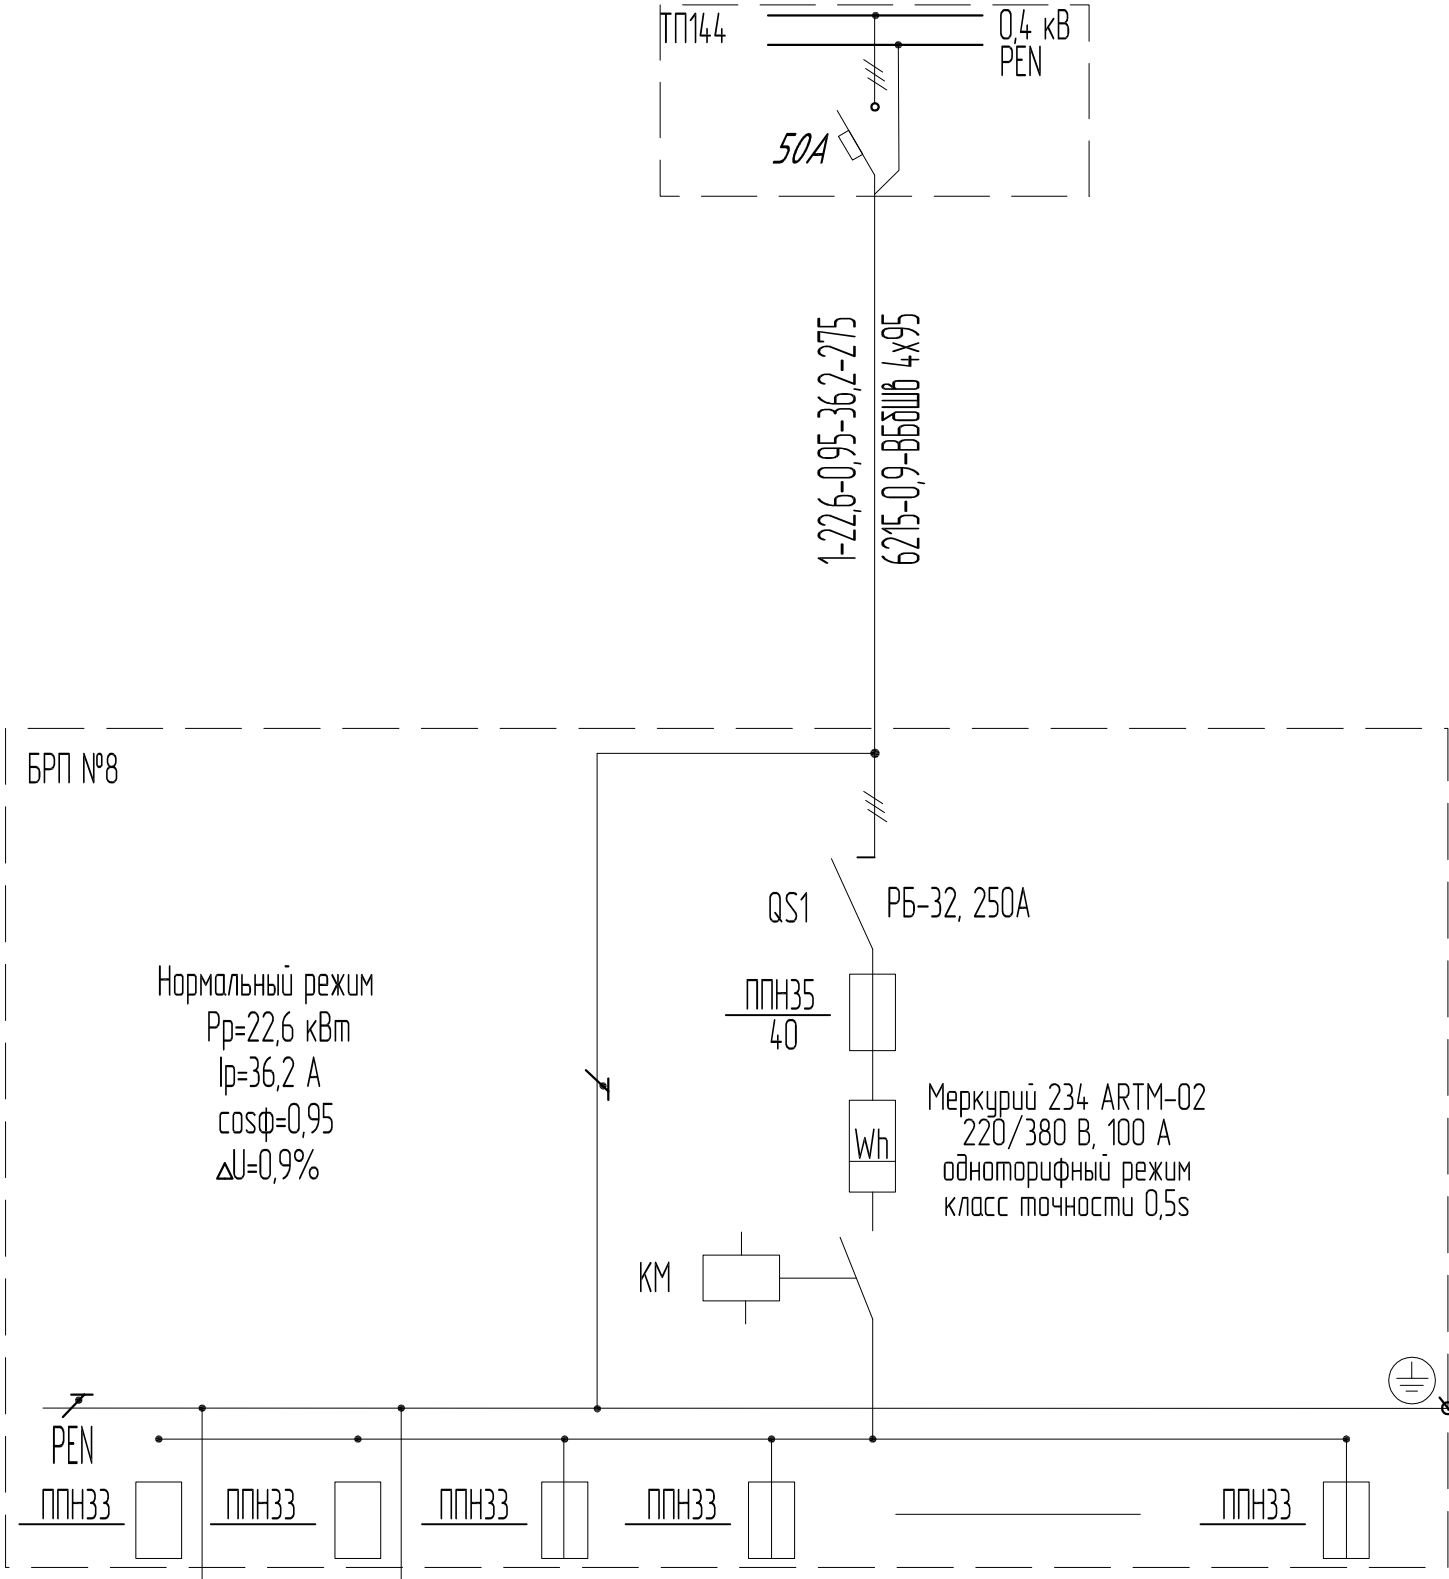 ТП144
0,4 кВ
PEN
50А
1-22,6-0,95-36,2-275
6215-0,9-ВБбШв 4х95
БРП №8
QS1
РБ-32, 250А
Нормальный режим
Рр=22,6 кВт
Iр=36,2 А
cosφ=0,95
ΔU=0,9%
ППН35
40
Wh
Меркурий 234 ARTM-02
220/380 В, 100 А
одноторифный режим
класс точности 0,5s
КМ
PEN
ППН33
ППН33
ППН33
ППН33
ППН33